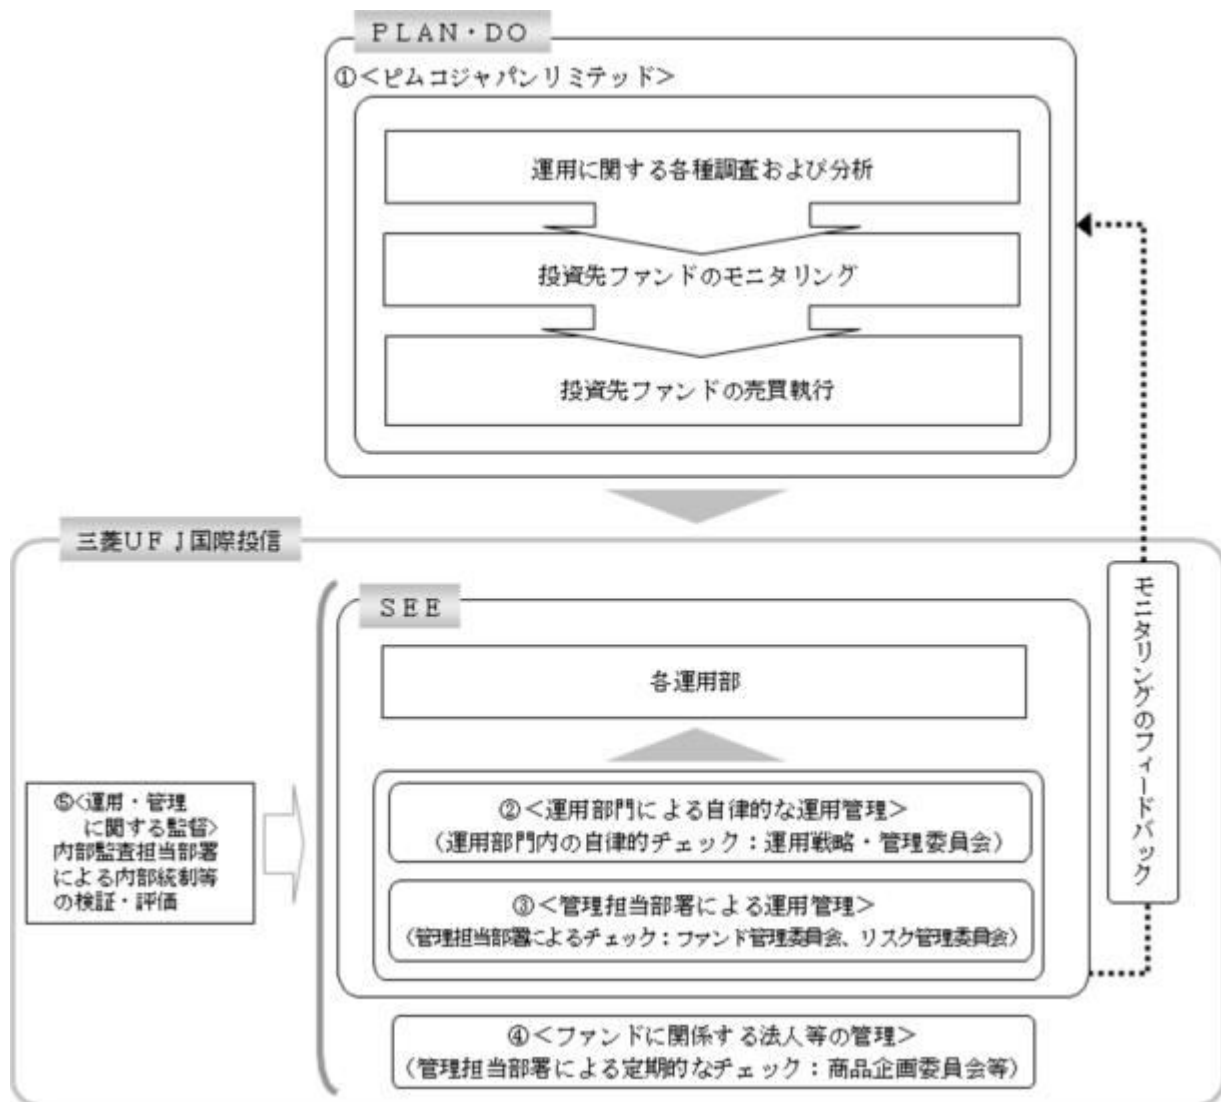 ＰＬＡＮ・ＤＯ
①＜ピムコジャパンリミテッド＞
運用に関する各種調査および分析
投資先ファンドのモニタリング
投資先ファンドの売買執行
三菱ＵＦＪ国際投信
ＳＥＥ
各運用部
②＜運用部門による自律的な運用管理＞
（運用部門内の自律的チェック：運用戦略・管理委員会）
③＜管理担当部署による運用管理＞
（管理担当部署によるチェック：ファンド管理委員会、リスク管理委員会）
④＜ファンドに関係する法人等の管理＞
（管理担当部署による定期的なチェック：商品企画委員会等）
⑤＜運用・管理
に関する監督＞
内部監査担当部署
による内部統制等
の検証・評価
モニタリングのフィードバック